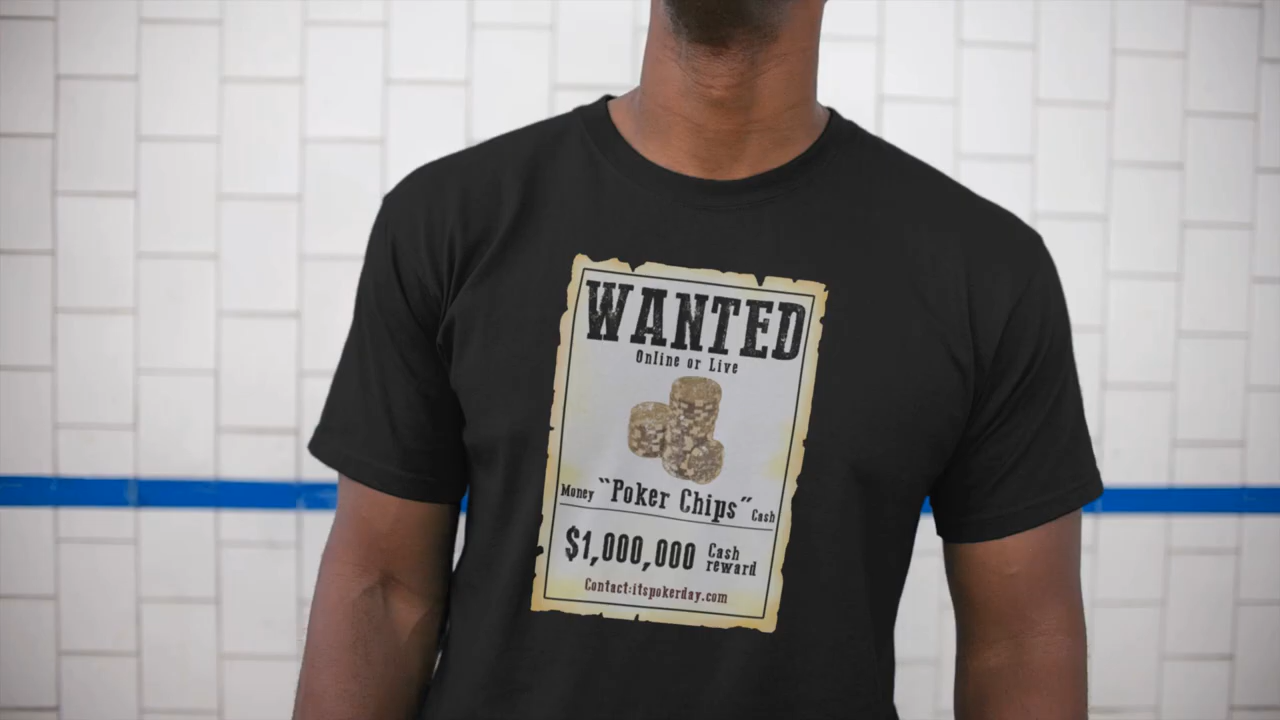 WANTED
Online or Live
Money "Poker Chips" Cash
$1,000,000 Cash reward
Contact:itspokerday.com